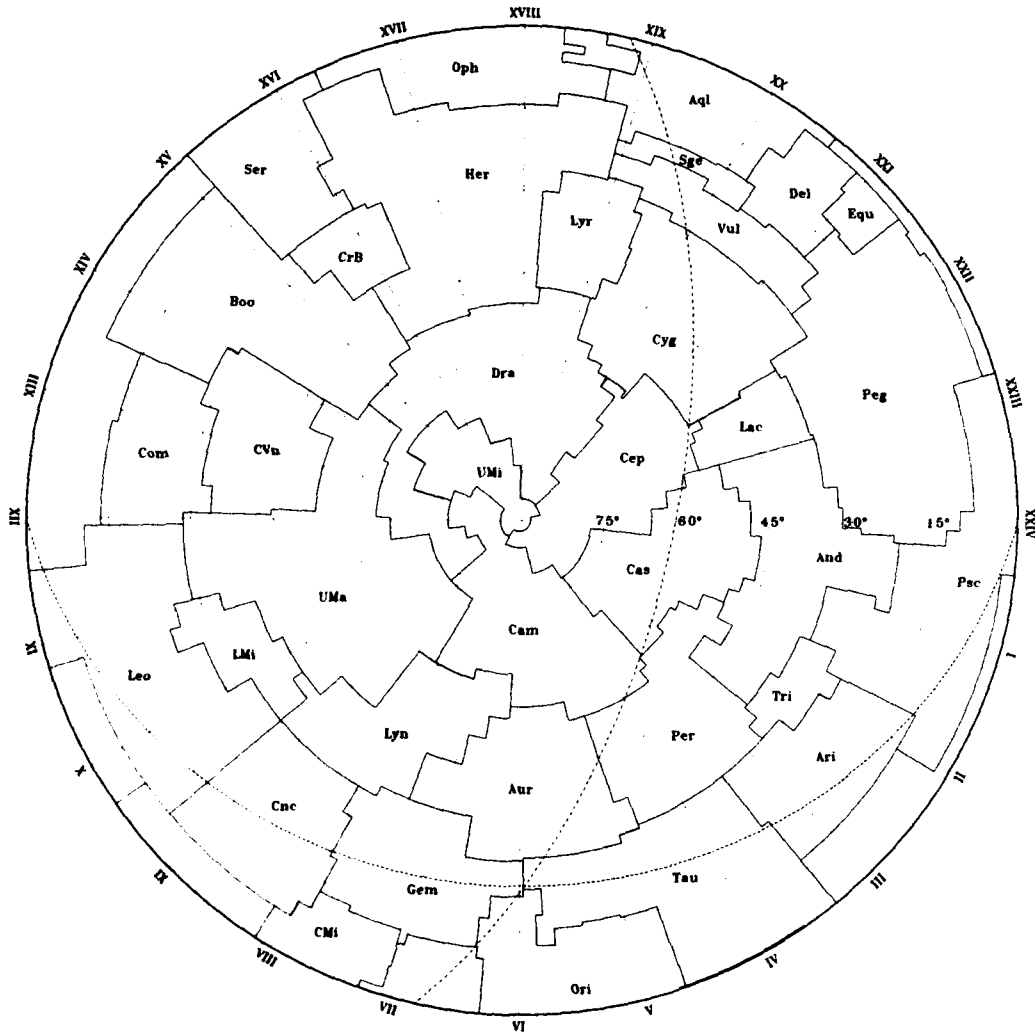 XVIII
XVII
XIX
Oph
XVI
XX
Aql
XV
Ser
Her
Sge
Del
XXI
Lyr
Vul
Equ
CrB
XIV
XXII
Boo
Cyg
Dra
XIII
XXIII
Peg
Lac
Com
CVn
UMi
Cep
XII
75° 60° 45° 30° 15°
XXIV
And
Cas
Psc
UMa
Cam
XI
LMi
I
Leo
Tri
Lyn
Per
Ari
X
II
Cnc
Aur
IX
Gem
Tau
III
CMi
VIII
IV
Ori
VII
V
VI